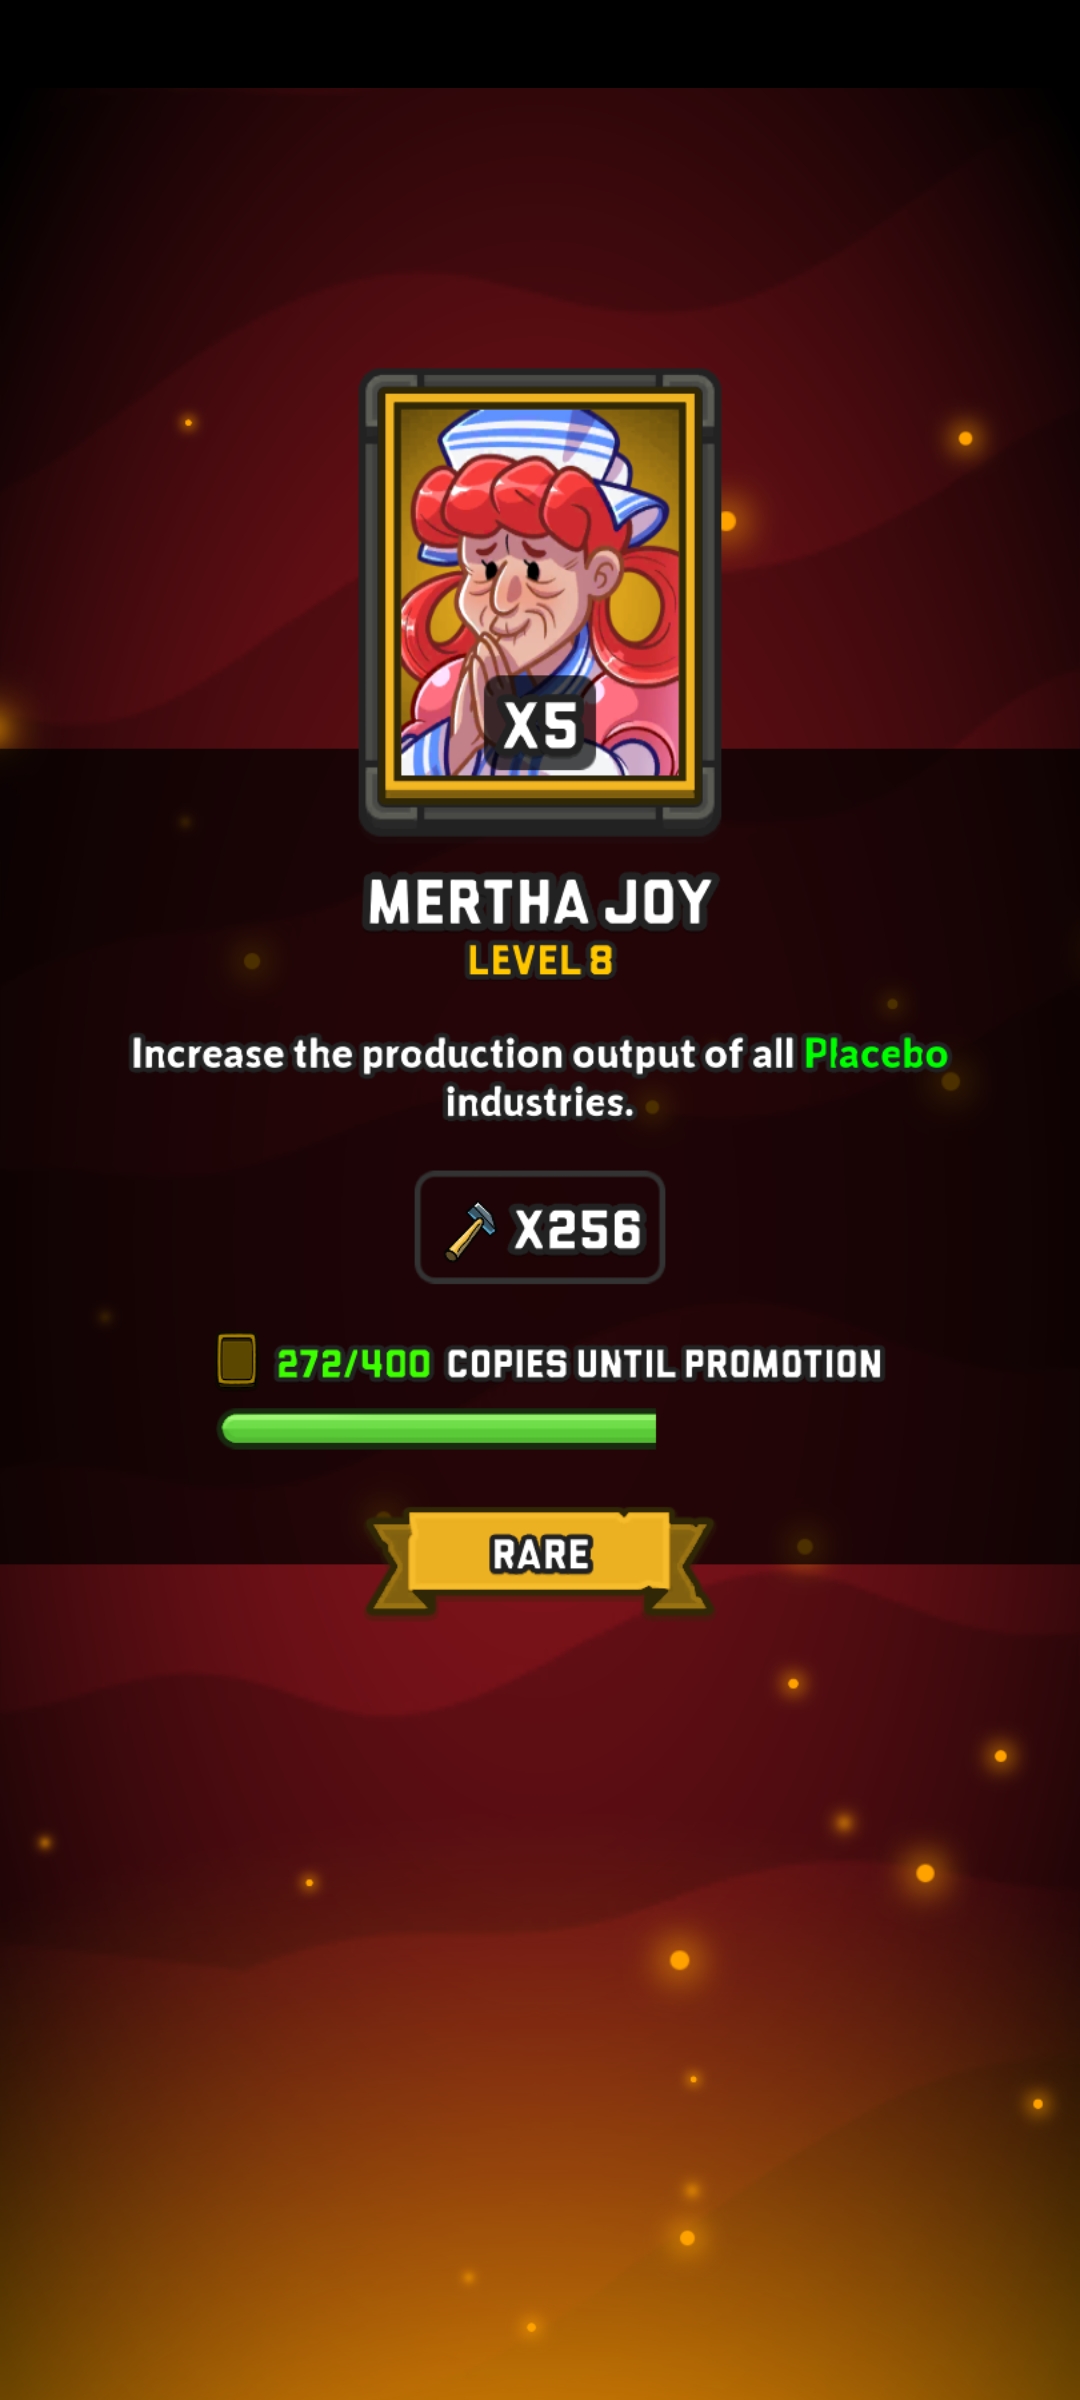 X5
MERTHA JOY
LEVEL 8
Increase the production output of all Placebo
industries.
X256
272/400 COPIES UNTIL PROMOTION
RARE